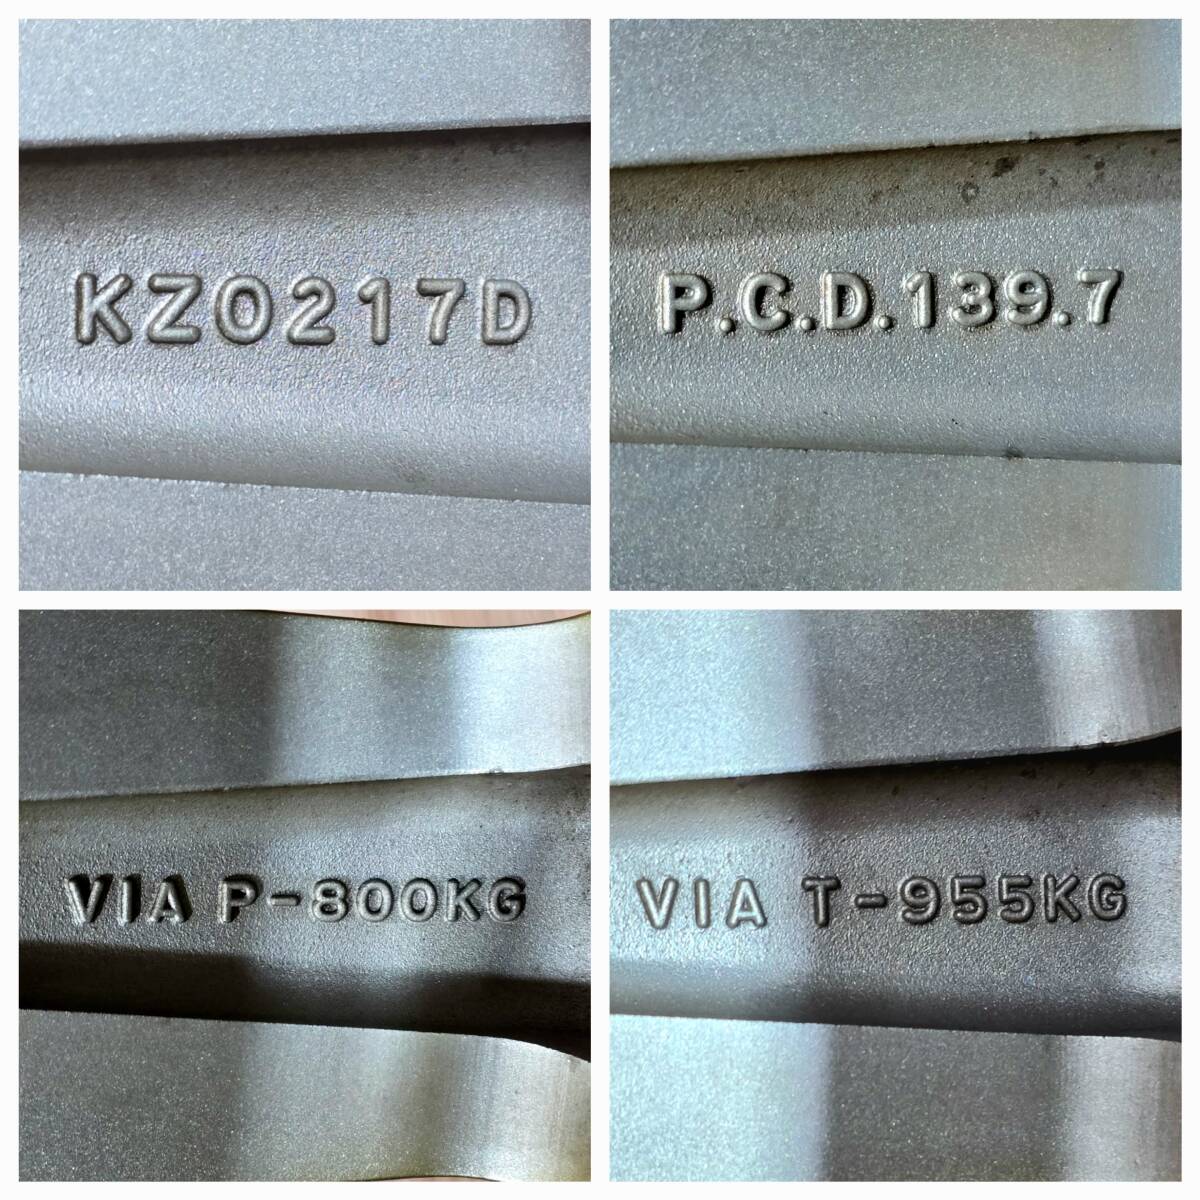 KZ0217D
P.C.D.139.7
VIA P-800KG
VIA T-955KG